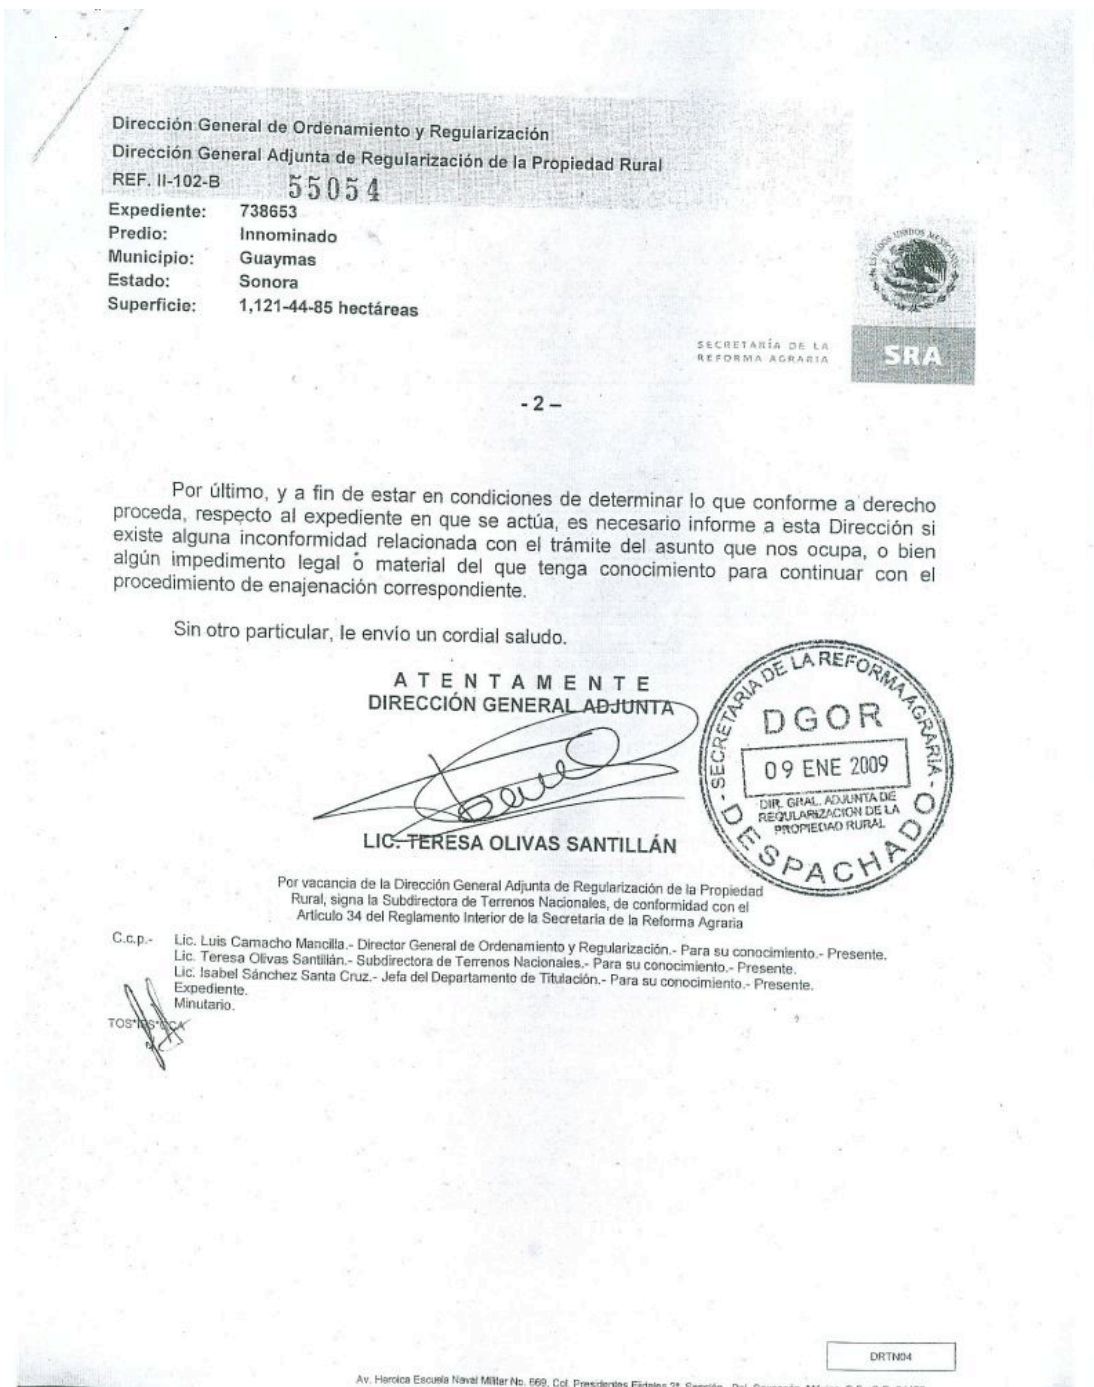 Dirección General de Ordenamiento y Regularización
Dirección General Adjunta de Regularización de la Propiedad Rural
REF. II-102-B 55054
Expediente: 738653
Predio: Innominado
Municipio: Guaymas
Estado: Sonora
Superficie: 1,121-44-85 hectáreas
ESTADOS UNIDOS MEXICANOS
SECRETARÍA DE LA
REFORMA AGRARIA
SRA
- 2 –
Por último, y a fin de estar en condiciones de determinar lo que conforme a derecho
proceda, respecto al expediente en que se actúa, es necesario informe a esta Dirección si
existe alguna inconformidad relacionada con el trámite del asunto que nos ocupa, o bien
algún impedimento legal ó material del que tenga conocimiento para continuar con el
procedimiento de enajenación correspondiente.
Sin otro particular, le envío un cordial saludo.
A T E N T A M E N T E
DIRECCIÓN GENERAL ADJUNTA
LIC. TERESA OLIVAS SANTILLÁN
- SECRETARIA DE LA REFORMA AGRARIA -
DGOR
09 ENE 2009
DIR. GRAL. ADJUNTA DE
REGULARIZACION DE LA
PROPIEDAD RURAL
DESPACHADO
Por vacancia de la Dirección General Adjunta de Regularización de la Propiedad
Rural, signa la Subdirectora de Terrenos Nacionales, de conformidad con el
Artículo 34 del Reglamento Interior de la Secretaria de la Reforma Agraria
C.c.p.- Lic. Luis Camacho Mancilla.- Director General de Ordenamiento y Regularización.- Para su conocimiento.- Presente.
Lic. Teresa Olivas Santillán.- Subdirectora de Terrenos Nacionales.- Para su conocimiento.- Presente.
Lic. Isabel Sánchez Santa Cruz.- Jefa del Departamento de Titulación.- Para su conocimiento.- Presente.
Expediente.
Minutario.
DRTN04
Av. Heroica Escuela Naval Militar No. 669, Col. Presidentes Ejidales 2ª. Sección